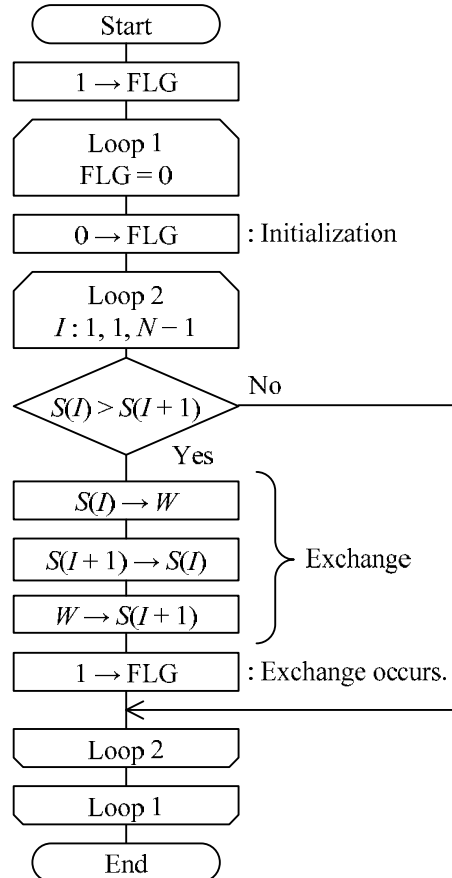 Start
1 → FLG
Loop 1
FLG = 0
0 → FLG : Initialization
Loop 2
I : 1, 1, N − 1
S(I) > S(I + 1)
No
Yes
S(I) → W
S(I + 1) → S(I)
Exchange
W → S(I + 1)
1 → FLG : Exchange occurs.
Loop 2
Loop 1
End